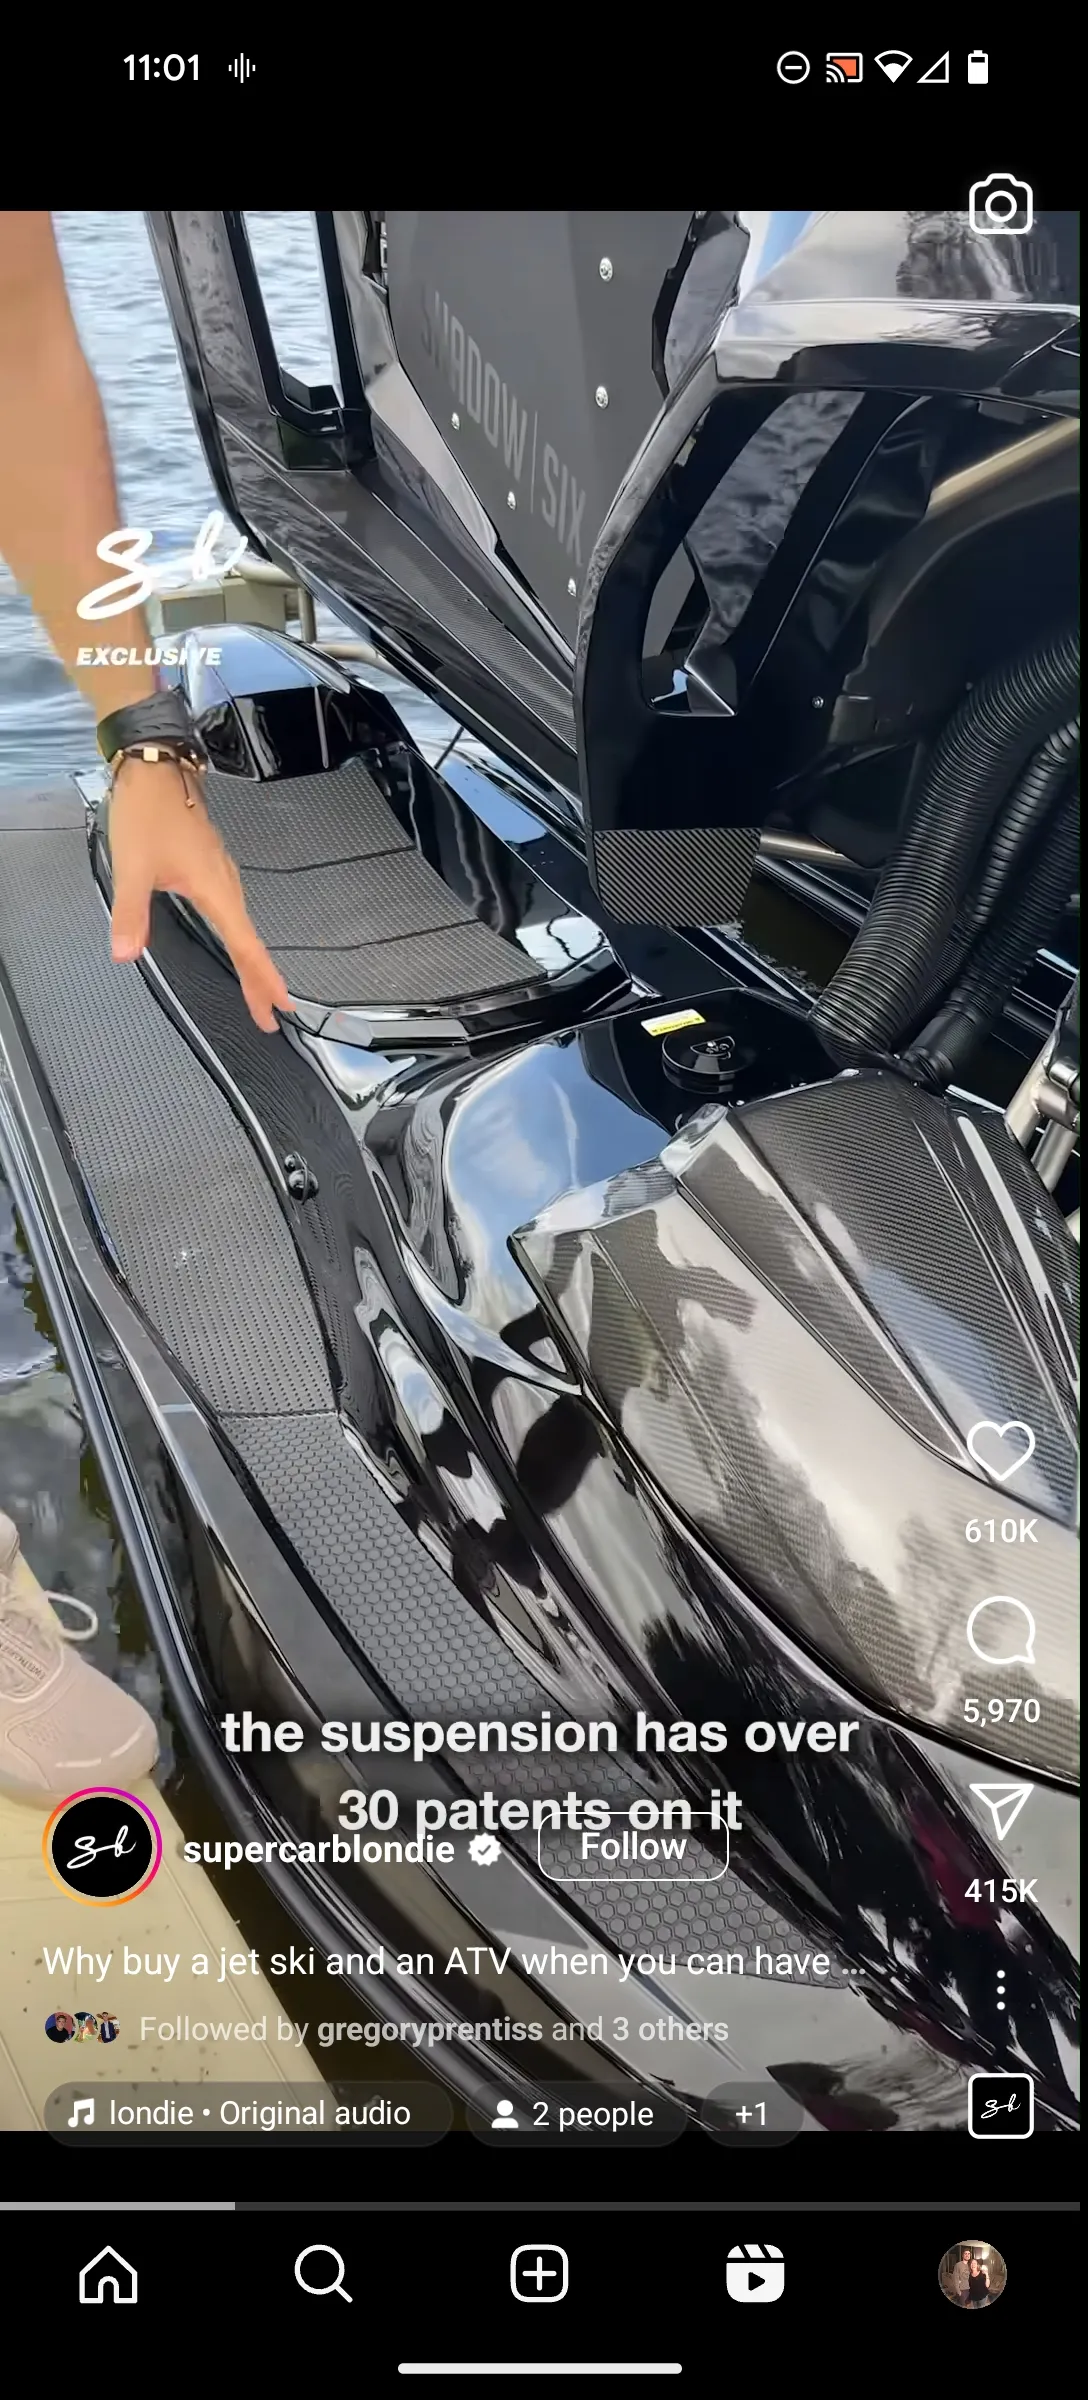 11:01
SHADOW|SIX
sb
EXCLUSIVE
610K
5,970
the suspension has over
30 patents on it
supercarblondie
Follow
415K
Why buy a jet ski and an ATV when you can have ...
Followed by gregoryprentiss and 3 others
londie • Original audio
2 people
+1
sb